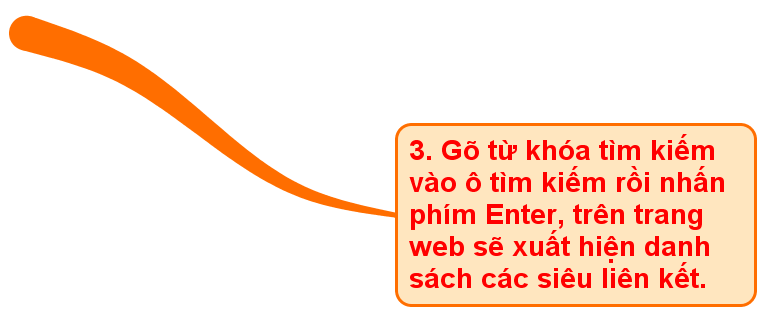 3. Gõ từ khóa tìm kiếm
vào ô tìm kiếm rồi nhấn
phím Enter, trên trang
web sẽ xuất hiện danh
sách các siêu liên kết.